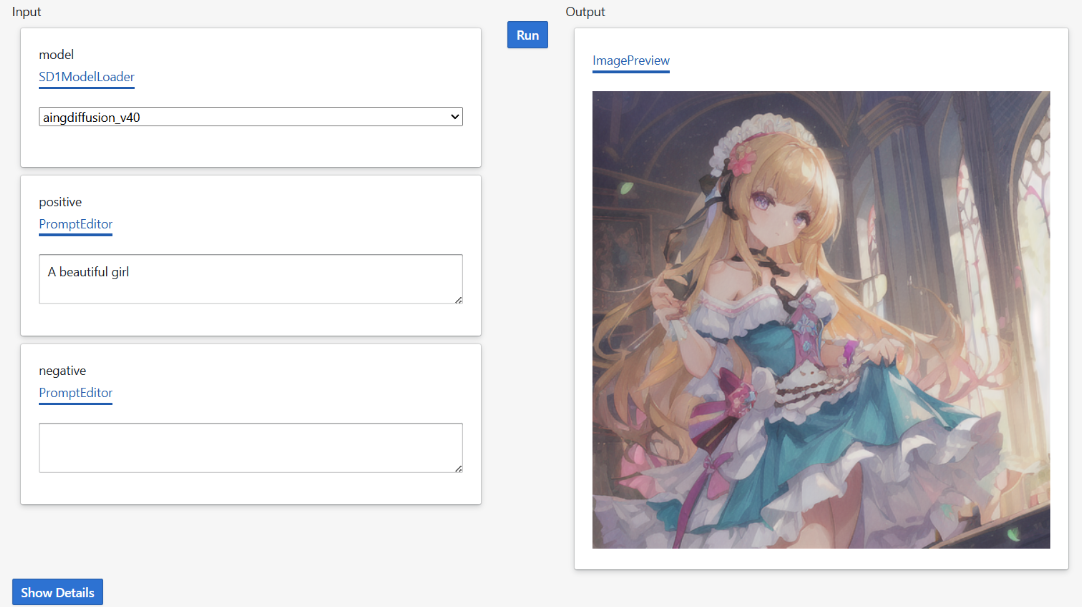 Input
model
SD1ModelLoader
aingdiffusion_v40
positive
PromptEditor
A beautiful girl
negative
PromptEditor
Show Details
Run
Output
ImagePreview